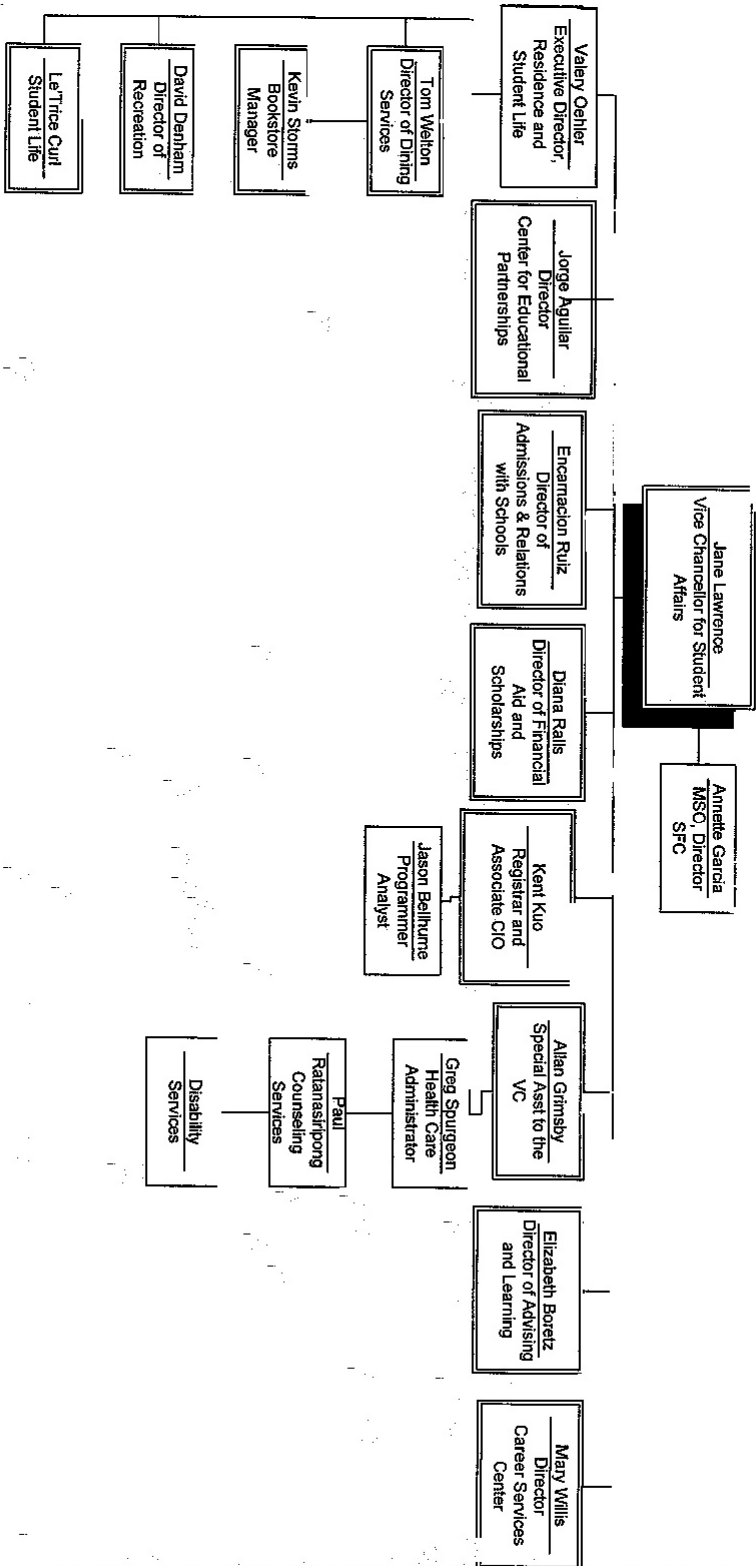 Jane Lawrence
Vice Chancellor for Student
Affairs
Annette Garcia
MSO, Director
SFC
Valery Oehler
Executive Director,
Residence and
Student Life
Tom Welton
Director of Dining
Services
Kevin Storms
Bookstore
Manager
David Denham
Director of
Recreation
Le'Trice Curl
Student Life
Jorge Aguilar
Director
Center for Educational
Partnerships
Encarnacion Ruiz
Director of
Admissions & Relations
with Schools
Diana Ralls
Director of Financial
Aid and
Scholarships
Kent Kuo
Registrar and
Associate CIO
Jason Bellhume
Programmer
Analyst
Allan Grimsby
Special Asst to the
VC
Greg Spurgeon
Health Care
Administrator
Paul
Ratanasiripong
Counseling
Services
Disability
Services
Elizabeth Boretz
Director of Advising
and Learning
Mary Willis
Director
Career Services
Center